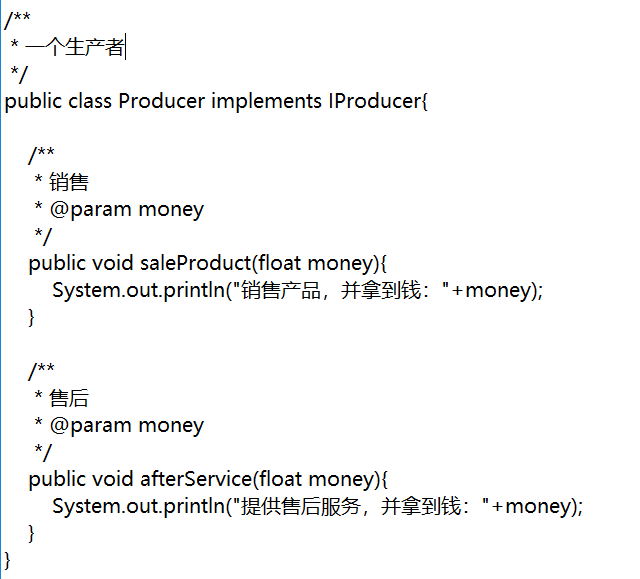 /**
 * 一个生产者
 */
public class Producer implements IProducer{

    /**
     * 销售
     * @param money
     */
    public void saleProduct(float money){
        System.out.println("销售产品，并拿到钱："+money);
    }

    /**
     * 售后
     * @param money
     */
    public void afterService(float money){
        System.out.println("提供售后服务，并拿到钱："+money);
    }
}